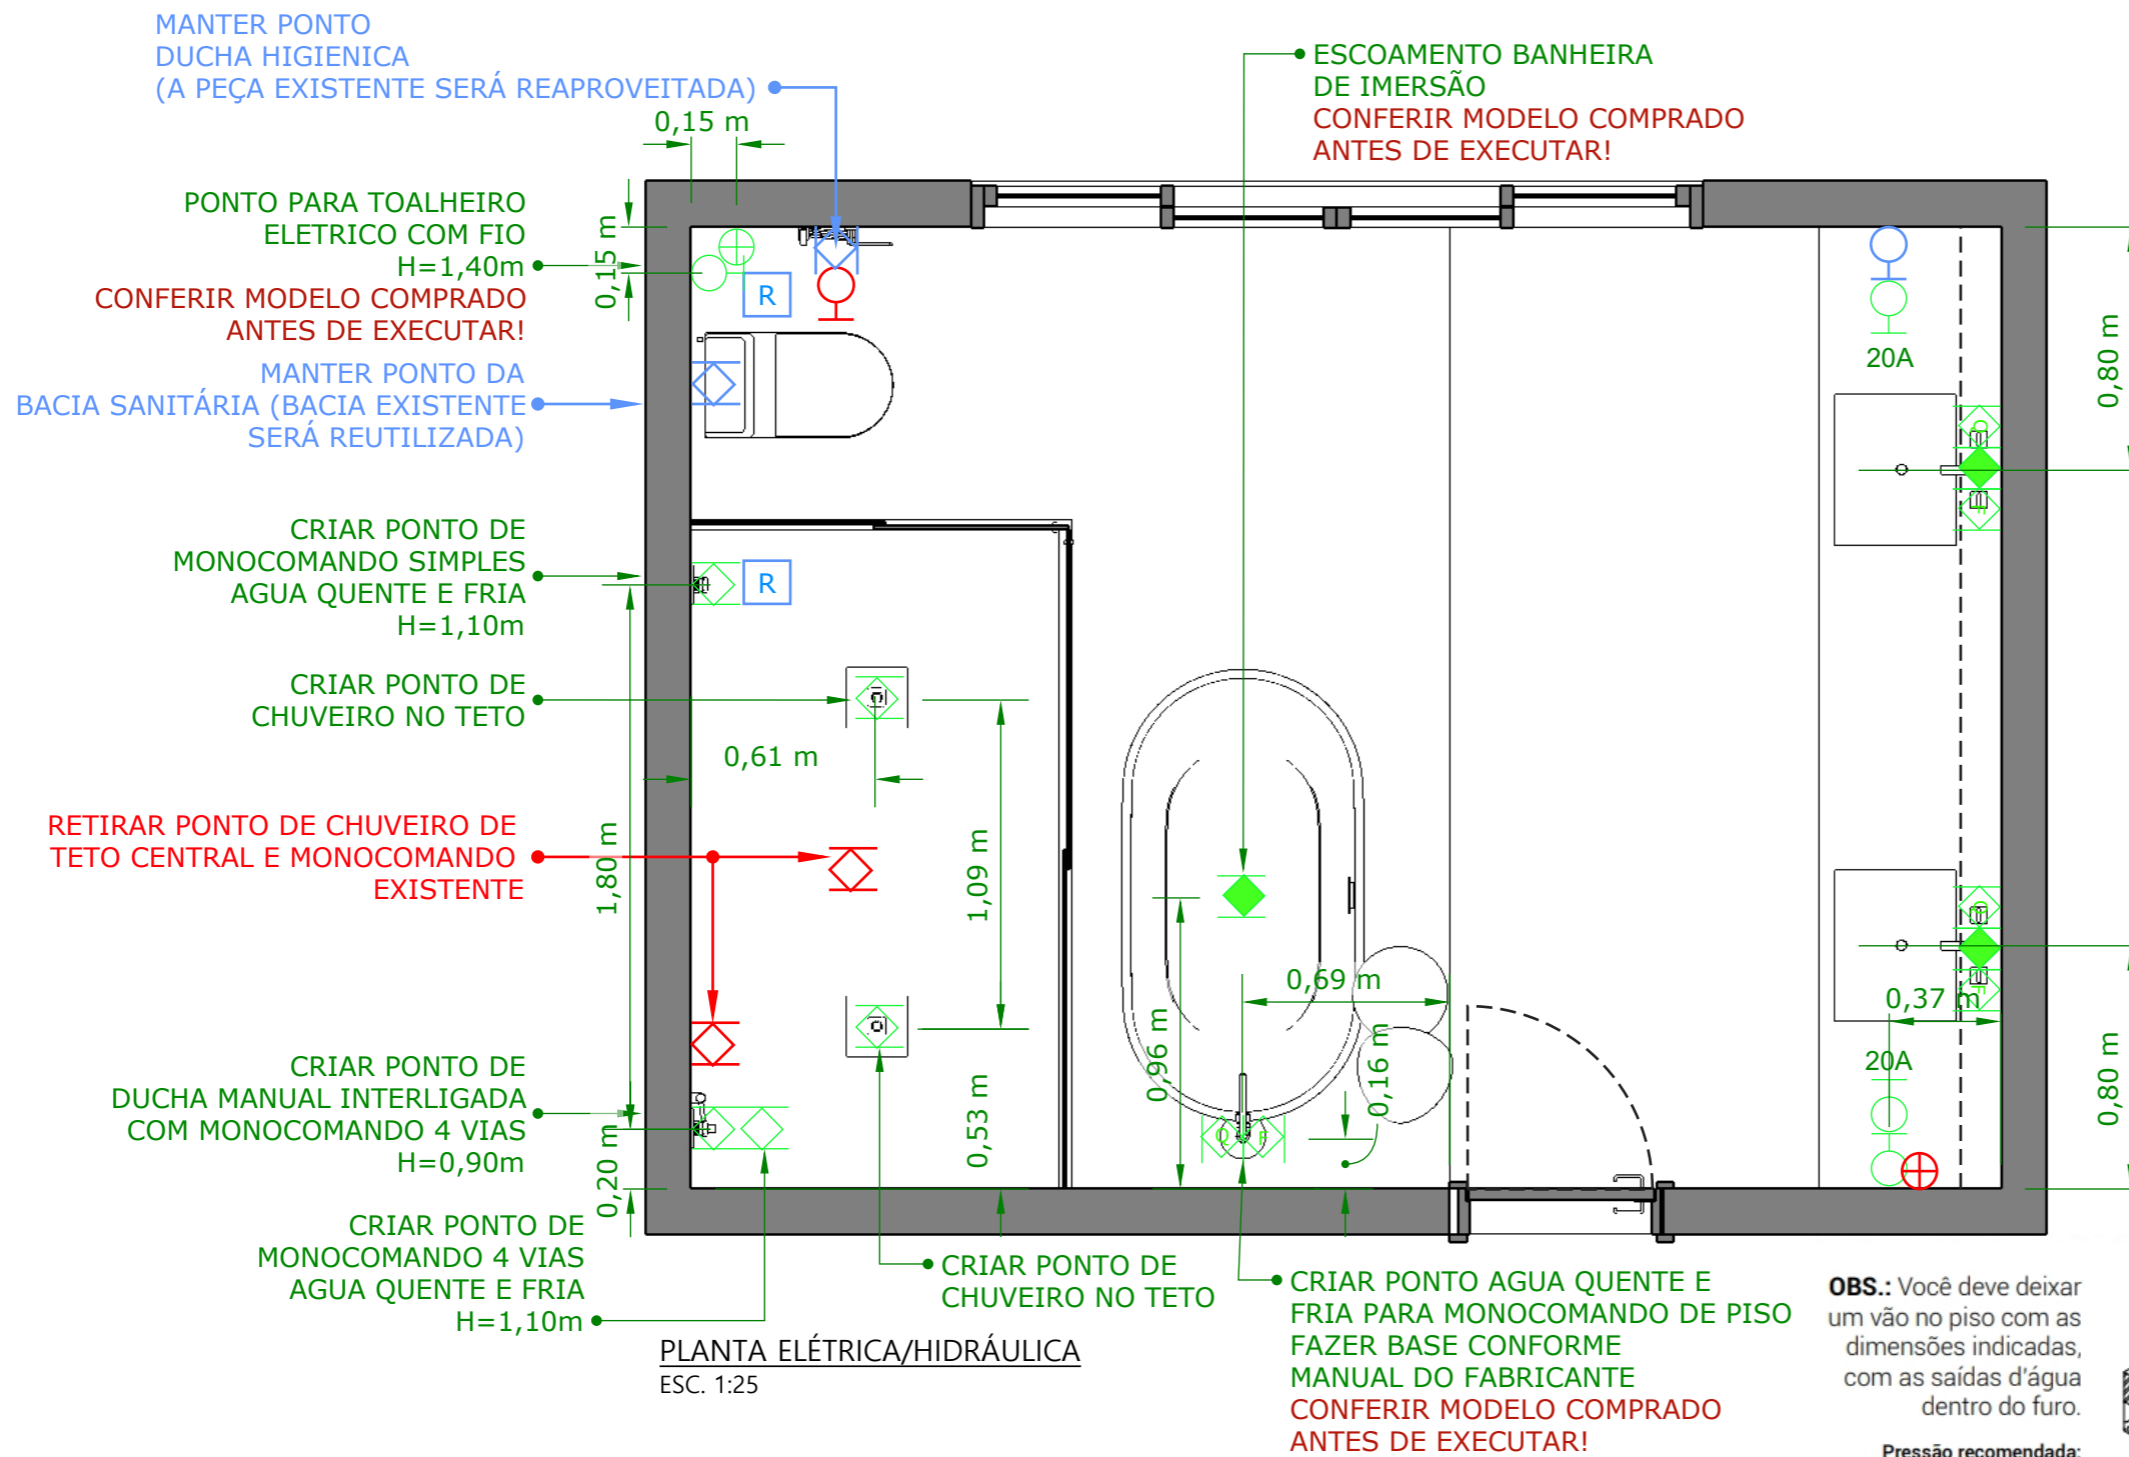 MANTER PONTO
DUCHA HIGIENICA
(A PEÇA EXISTENTE SERÁ REAPROVEITADA)
0,15 m
ESCOAMENTO BANHEIRA
DE IMERSÃO
CONFERIR MODELO COMPRADO
ANTES DE EXECUTAR!
PONTO PARA TOALHEIRO
ELETRICO COM FIO
H=1,40m
CONFERIR MODELO COMPRADO
ANTES DE EXECUTAR!
0,15 m
R
20A
0,80 m
MANTER PONTO DA
BACIA SANITÁRIA (BACIA EXISTENTE
SERÁ REUTILIZADA)
Q
F
CRIAR PONTO DE
MONOCOMANDO SIMPLES
AGUA QUENTE E FRIA
H=1,10m
R
CRIAR PONTO DE
CHUVEIRO NO TETO
0,61 m
RETIRAR PONTO DE CHUVEIRO DE
TETO CENTRAL E MONOCOMANDO
EXISTENTE
1,80 m
1,09 m
0,69 m
Q
F
0,37 m
0,96 m
0,16 m
20A
0,80 m
CRIAR PONTO DE
DUCHA MANUAL INTERLIGADA
COM MONOCOMANDO 4 VIAS
H=0,90m
0,20 m
0,53 m
Q
F
CRIAR PONTO DE
MONOCOMANDO 4 VIAS
AGUA QUENTE E FRIA
H=1,10m
CRIAR PONTO DE
CHUVEIRO NO TETO
CRIAR PONTO AGUA QUENTE E
FRIA PARA MONOCOMANDO DE PISO
FAZER BASE CONFORME
MANUAL DO FABRICANTE
CONFERIR MODELO COMPRADO
ANTES DE EXECUTAR!
PLANTA ELÉTRICA/HIDRÁULICA
ESC. 1:25
OBS.: Você deve deixar
um vão no piso com as
dimensões indicadas,
com as saídas d'água
dentro do furo.
Pressão recomendada: